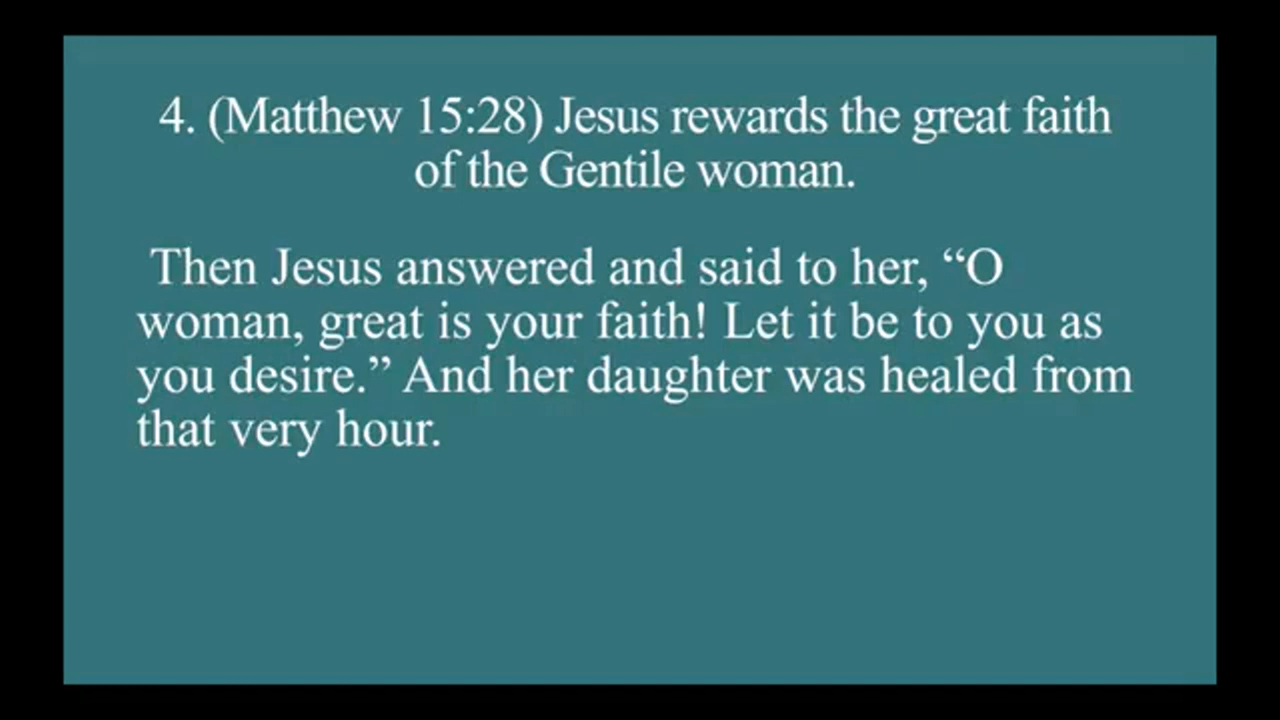 4. (Matthew 15:28) Jesus rewards the great faith
of the Gentile woman.
Then Jesus answered and said to her, “O
woman, great is your faith! Let it be to you as
you desire.” And her daughter was healed from
that very hour.